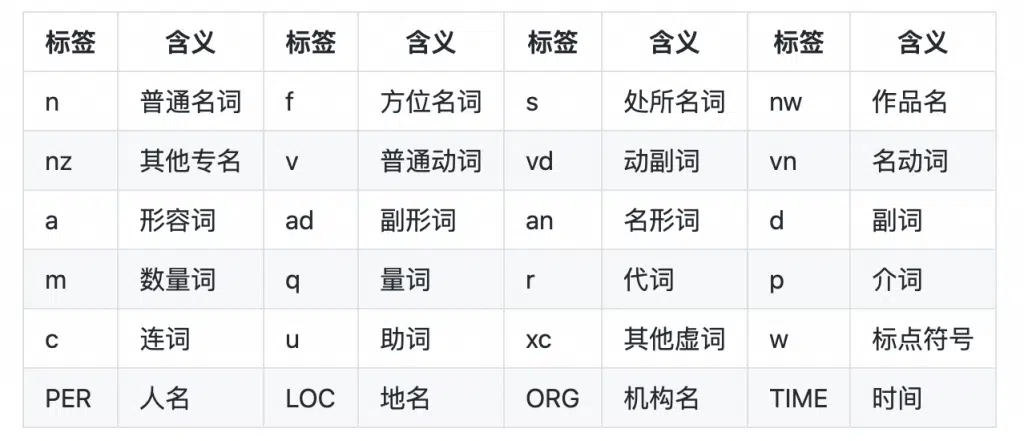 标签 含义 标签 含义 标签 含义 标签 含义
n 普通名词 f 方位名词 s 处所名词 nw 作品名
nz 其他专名 v 普通动词 vd 动副词 vn 名动词
a 形容词 ad 副形词 an 名形词 d 副词
m 数量词 q 量词 r 代词 p 介词
c 连词 u 助词 xc 其他虚词 w 标点符号
PER 人名 LOC 地名 ORG 机构名 TIME 时间